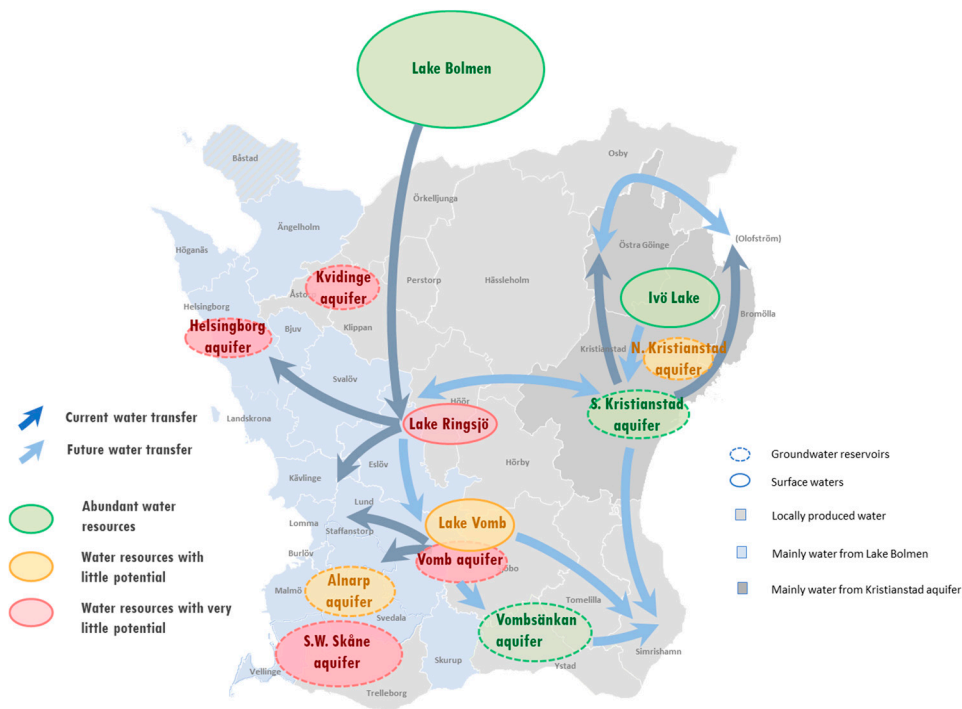 Lake Bolmen
Båstad
Osby
Örkelljunga
Ängelholm
Höganäs
Östra Göinge
(Olofström)
Kvidinge
aquifer
Perstorp
Hässleholm
Ivö Lake
Helsingborg
Klippan
Bromölla
Helsingborg
aquifer
Bjuv
Kristianstad
N. Kristianstad
aquifer
Svalöv
Höör
S. Kristianstad
aquifer
Landskrona
Lake Ringsjö
Current water transfer
Future water transfer
Eslöv
Hörby
Kävlinge
Groundwater reservoirs
Surface waters
Abundant water
resources
Lund
Lomma
Staffanstorp
Lake Vomb
Locally produced water
Burlöv
Vomb aquifer
Mainly water from Lake Bolmen
Water resources with
little potential
Malmö
Alnarp
aquifer
Tomelilla
Mainly water from Kristianstad aquifer
Water resources with very
little potential
Svedala
Vombsänkan
aquifer
S.W. Skåne
aquifer
Skurup
Ystad
Simrishamn
Vellinge
Trelleborg